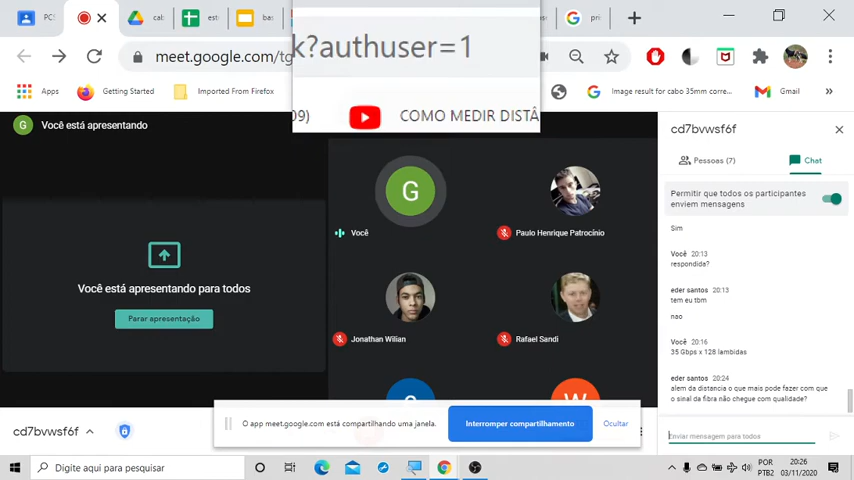 PC!
cal
est
bas
pri
meet.google.com/tg
k?authuser=1
Apps
Getting Started
Imported From Firefox
09)
COMO MEDIR DISTÂ
Image result for cabo 35mm corre...
Gmail
G
Você está apresentando
cd7bvwsf6f
Pessoas (7)
Chat
Permitir que todos os participantes
enviem mensagens
Sim
Você 20:13
respondida?
eder santos 20:13
tem eu tbm
nao
Você 20:16
35 Gbps x 128 lambidas
eder santos 20:24
alem da distancia o que mais pode fazer com que
o sinal da fibra não chegue com qualidade?
Enviar mensagem para todos
Você está apresentando para todos
Parar apresentação
G
Você
Paulo Henrique Patrocínio
Jonathan Wilian
Rafael Sandi
O app meet.google.com está compartilhando uma janela.
Interromper compartilhamento
Ocultar
cd7bvwsf6f
Digite aqui para pesquisar
POR
PTB2
20:26
03/11/2020